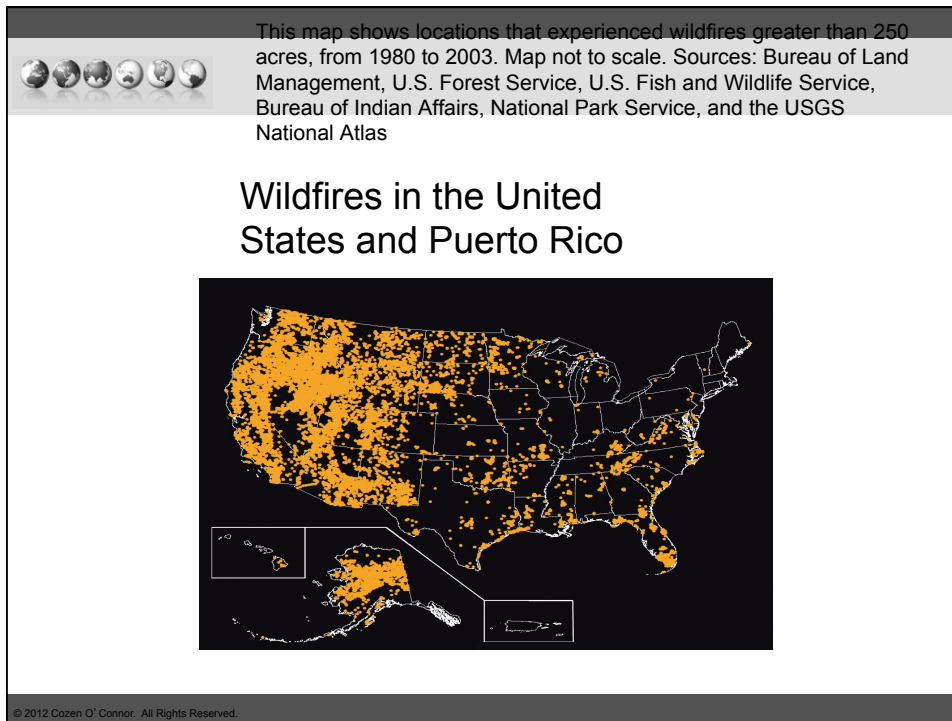 This map shows locations that experienced wildfires greater than 250
acres, from 1980 to 2003. Map not to scale. Sources: Bureau of Land
Management, U.S. Forest Service, U.S. Fish and Wildlife Service,
Bureau of Indian Affairs, National Park Service, and the USGS
National Atlas
Wildfires in the United
States and Puerto Rico
© 2012 Cozen O’ Connor. All Rights Reserved.